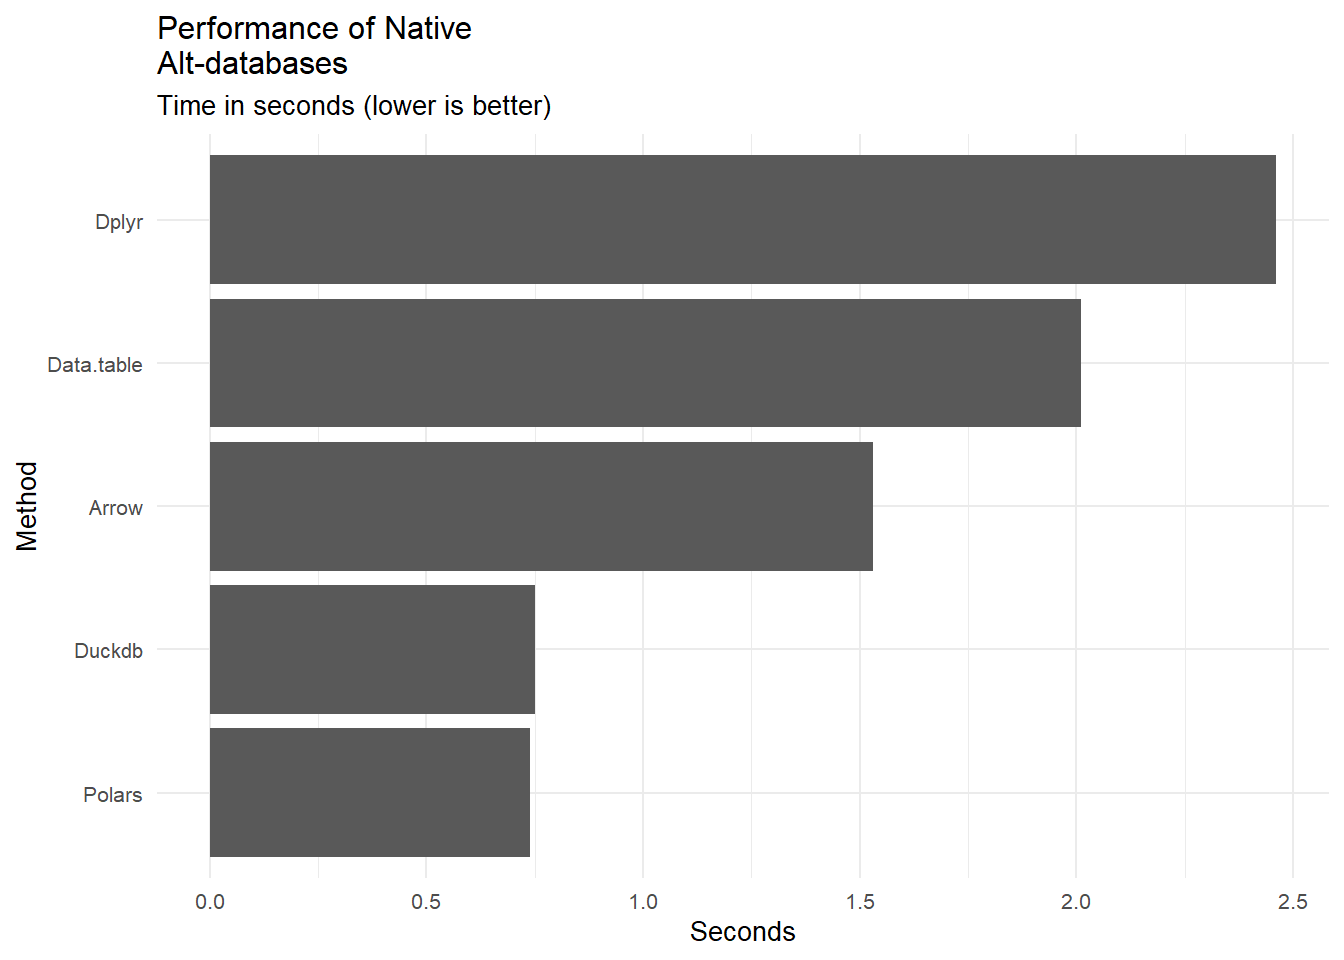 Performance of Native
Alt-databases
Time in seconds (lower is better)
Dplyr
Data.table
Arrow
Duckdb
Polars
Method
0.0 0.5 1.0 1.5 2.0 2.5
Seconds